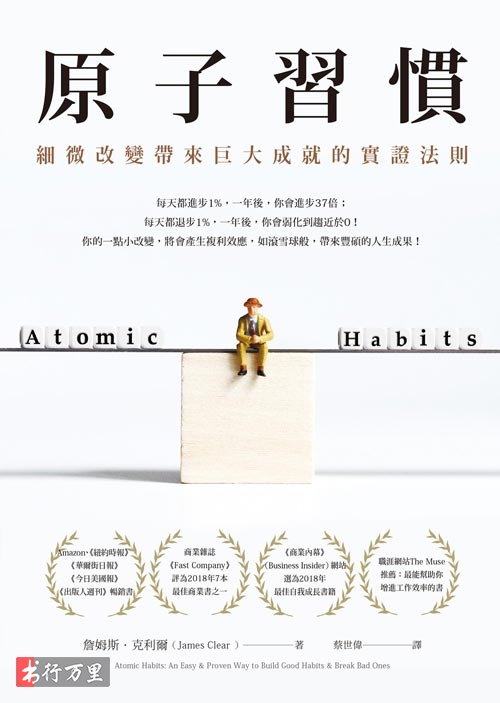 原子習慣
細微改變帶來巨大成就的實證法則
每天都進步1%，一年後，你會進步37倍；
每天都退步1%，一年後，你會弱化到趨近於0！
你的一點小改變，將會產生複利效應，如滾雪球般，帶來豐碩的人生成果！
Atomic Habits
Amazon、《紐約時報》
《華爾街日報》
《今日美國報》
《出版人週刊》暢銷書
商業雜誌
《Fast Company》
評為2018年7本
最佳商業書之一
《商業內幕》
(Business Insider) 網站
選為2018年
最佳自我成長書籍
職涯網站The Muse
推薦：最能幫助你
增進工作效率的書
詹姆斯·克利爾（James Clear ）————著 蔡世偉————譯
Atomic Habits: An Easy & Proven Way to Build Good Habits & Break Bad Ones
书行万里